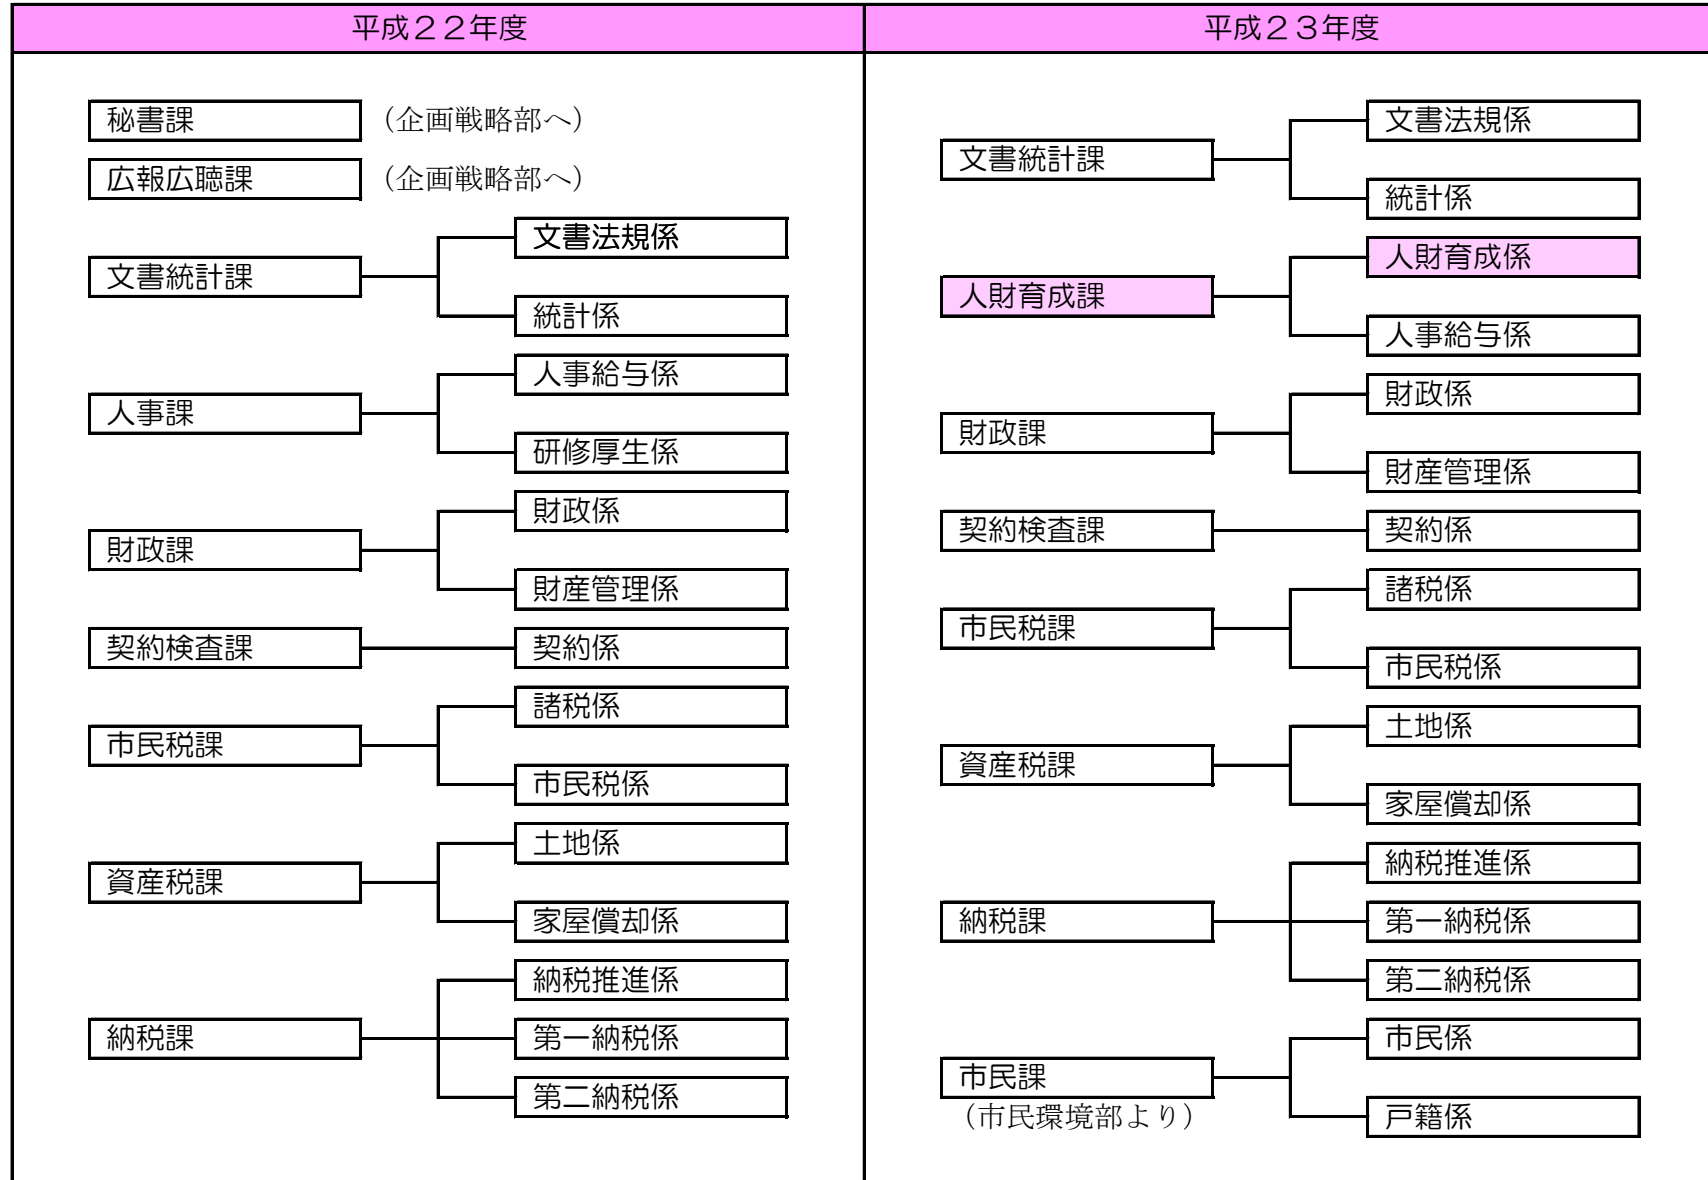 平成２２年度
秘書課
（企画戦略部へ）
広報広聴課
（企画戦略部へ）
文書統計課
文書法規係
統計係
人事課
人事給与係
研修厚生係
財政課
財政係
財産管理係
契約検査課
契約係
市民税課
諸税係
市民税係
資産税課
土地係
家屋償却係
納税課
納税推進係
第一納税係
第二納税係
平成２３年度
文書統計課
文書法規係
統計係
人財育成課
人財育成係
人事給与係
財政課
財政係
財産管理係
契約検査課
契約係
市民税課
諸税係
市民税係
資産税課
土地係
家屋償却係
納税課
納税推進係
第一納税係
第二納税係
市民課
（市民環境部より）
市民係
戸籍係